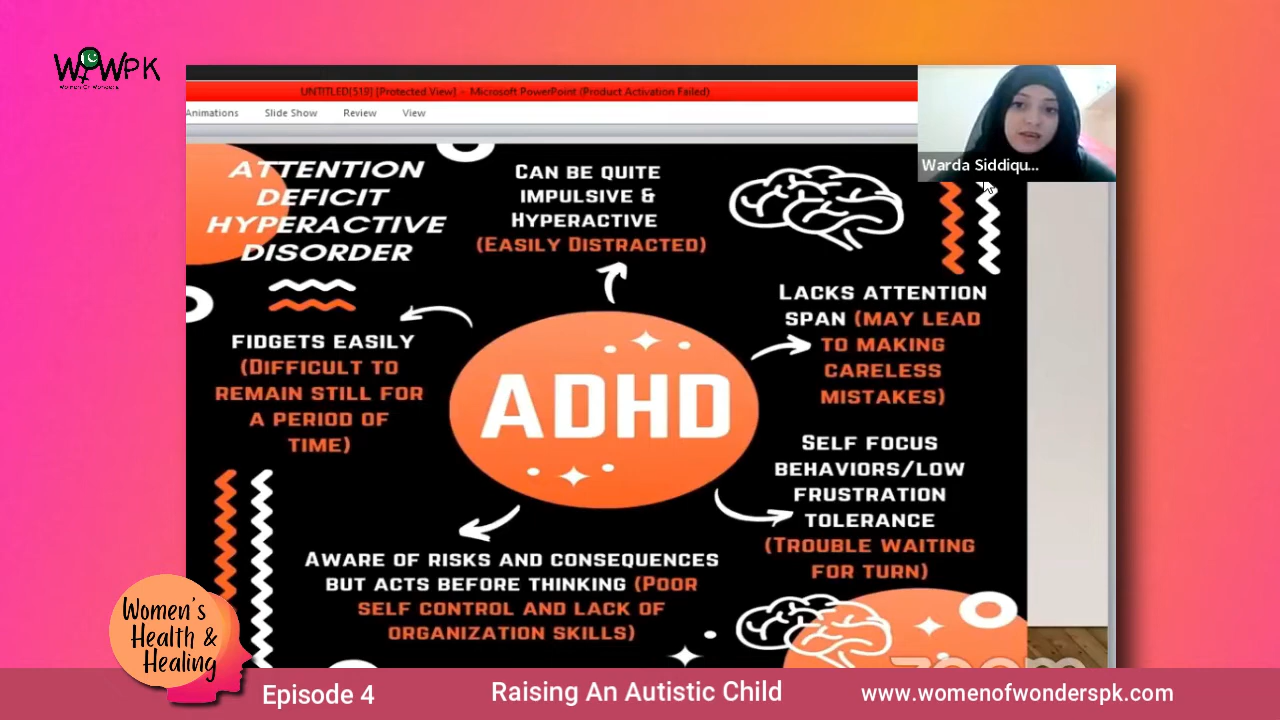 WOWPK
Women Of Wonders
UNTITLED[519] [Protected View] - Microsoft PowerPoint (Product Activation Failed)
Animations Slide Show Review View
Warda Siddiqu...
ATTENTION
DEFICIT
HYPERACTIVE
DISORDER
CAN BE QUITE
IMPULSIVE &
HYPERACTIVE
(EASILY DISTRACTED)
LACKS ATTENTION
SPAN (MAY LEAD
TO MAKING
CARELESS
MISTAKES)
FIDGETS EASILY
(DIFFICULT TO
REMAIN STILL FOR
A PERIOD OF
TIME)
ADHD
SELF FOCUS
BEHAVIORS/LOW
FRUSTRATION
TOLERANCE
(TROUBLE WAITING
FOR TURN)
AWARE OF RISKS AND CONSEQUENCES
BUT ACTS BEFORE THINKING (POOR
SELF CONTROL AND LACK OF
ORGANIZATION SKILLS)
zoom
Women's
Health &
Healing
Episode 4
Raising An Autistic Child
www.womenofwonderspk.com